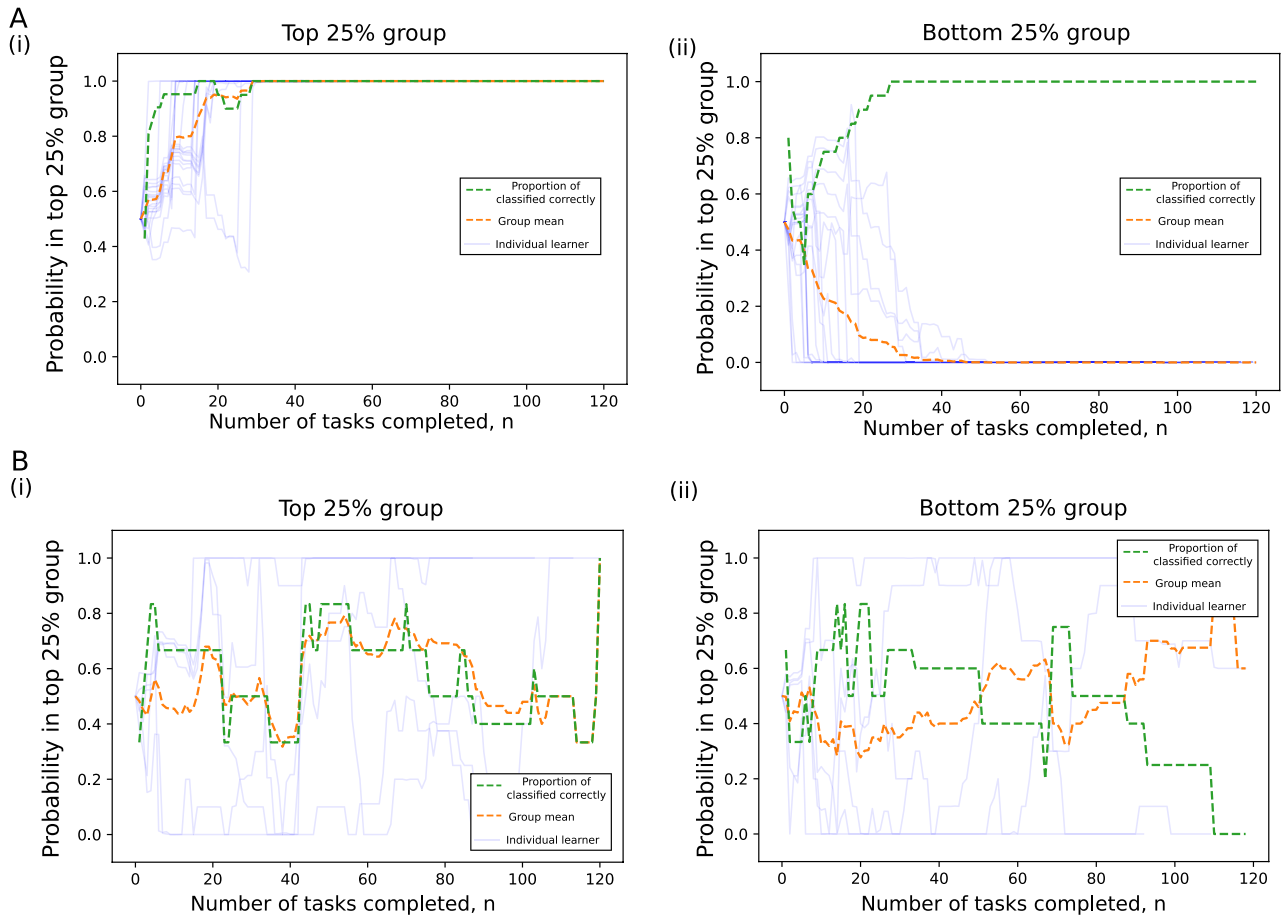 A
(i)
Top 25% group
Probability in top 25% group
1.0
0.8
0.6
0.4
0.2
0.0
Proportion of
classified correctly
Group mean
Individual learner
0 20 40 60 80 100 120
Number of tasks completed, n
(ii)
Bottom 25% group
Probability in top 25% group
1.0
0.8
0.6
0.4
0.2
0.0
Proportion of
classified correctly
Group mean
Individual learner
0 20 40 60 80 100 120
Number of tasks completed, n
B
(i)
Top 25% group
Probability in top 25% group
1.0
0.8
0.6
0.4
0.2
0.0
Proportion of
classified correctly
Group mean
Individual learner
0 20 40 60 80 100 120
Number of tasks completed, n
(ii)
Bottom 25% group
Probability in top 25% group
1.0
0.8
0.6
0.4
0.2
0.0
Proportion of
classified correctly
Group mean
Individual learner
0 20 40 60 80 100 120
Number of tasks completed, n